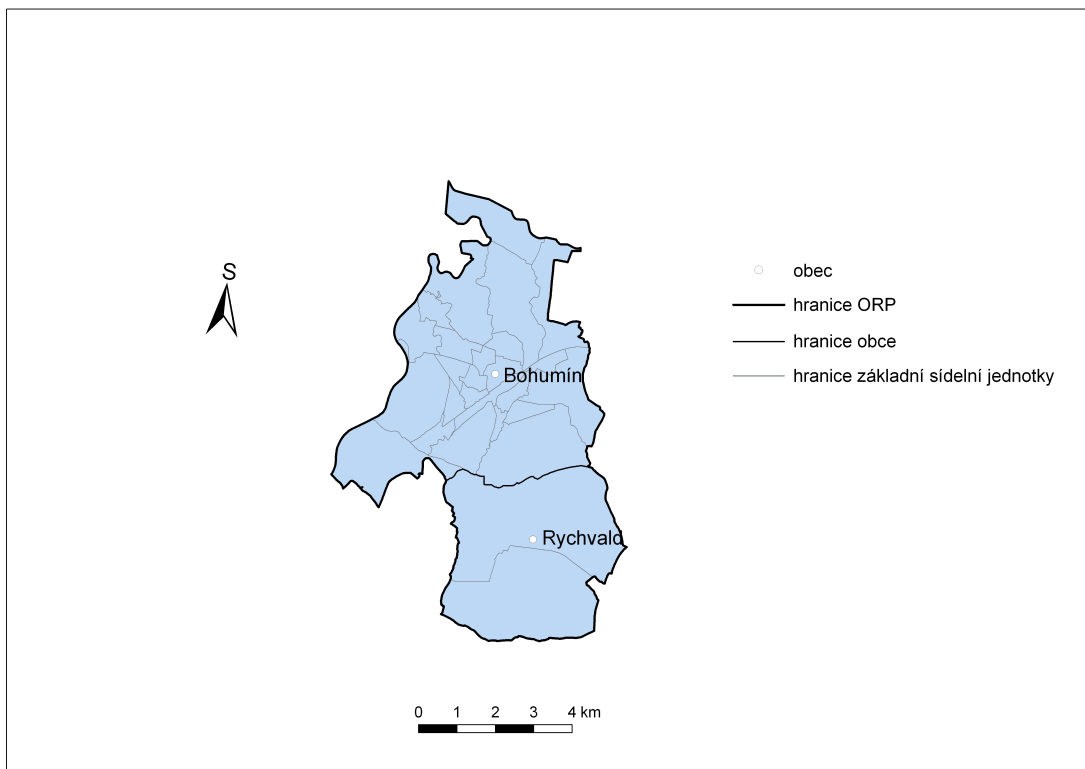 S
obec
hranice ORP
hranice obce
Bohumín
hranice základní sídelní jednotky
Rychvald
0 1 2 3 4 km